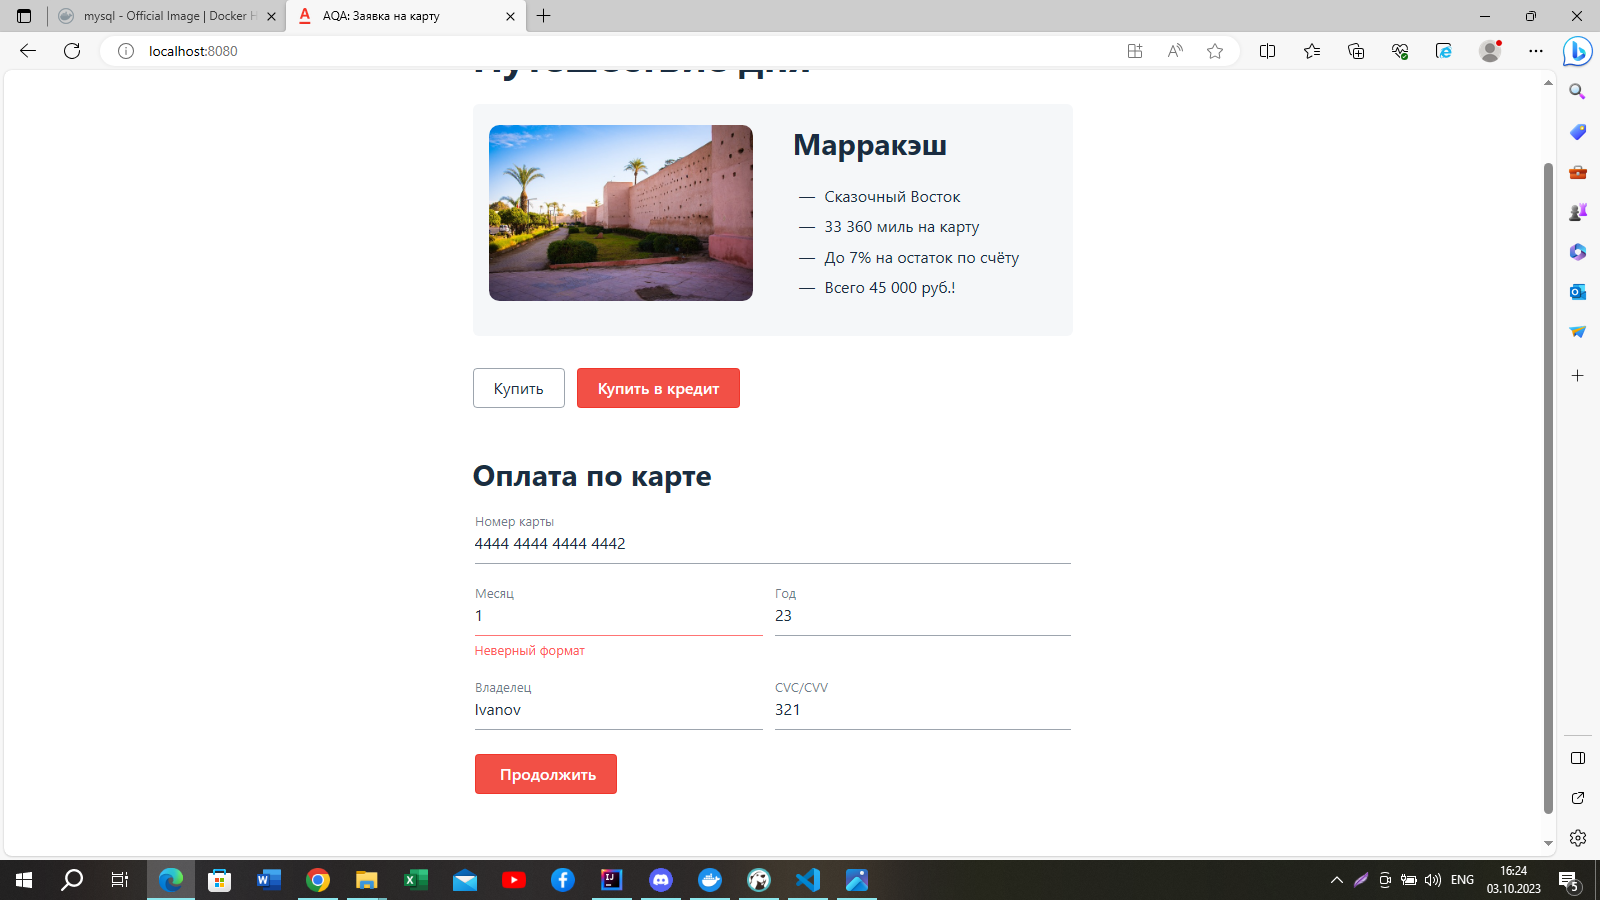 mysql - Official Image | Docker H
AQA: Заявка на карту
localhost:8080
Путешествие дня
Марракэш
— Сказочный Восток
— 33 360 миль на карту
— До 7% на остаток по счёту
— Всего 45 000 руб.!
Купить
Купить в кредит
Оплата по карте
Номер карты
4444 4444 4444 4442
Месяц
Год
1
23
Неверный формат
Владелец
CVC/CVV
Ivanov
321
Продолжить
ENG
16:24
03.10.2023
5